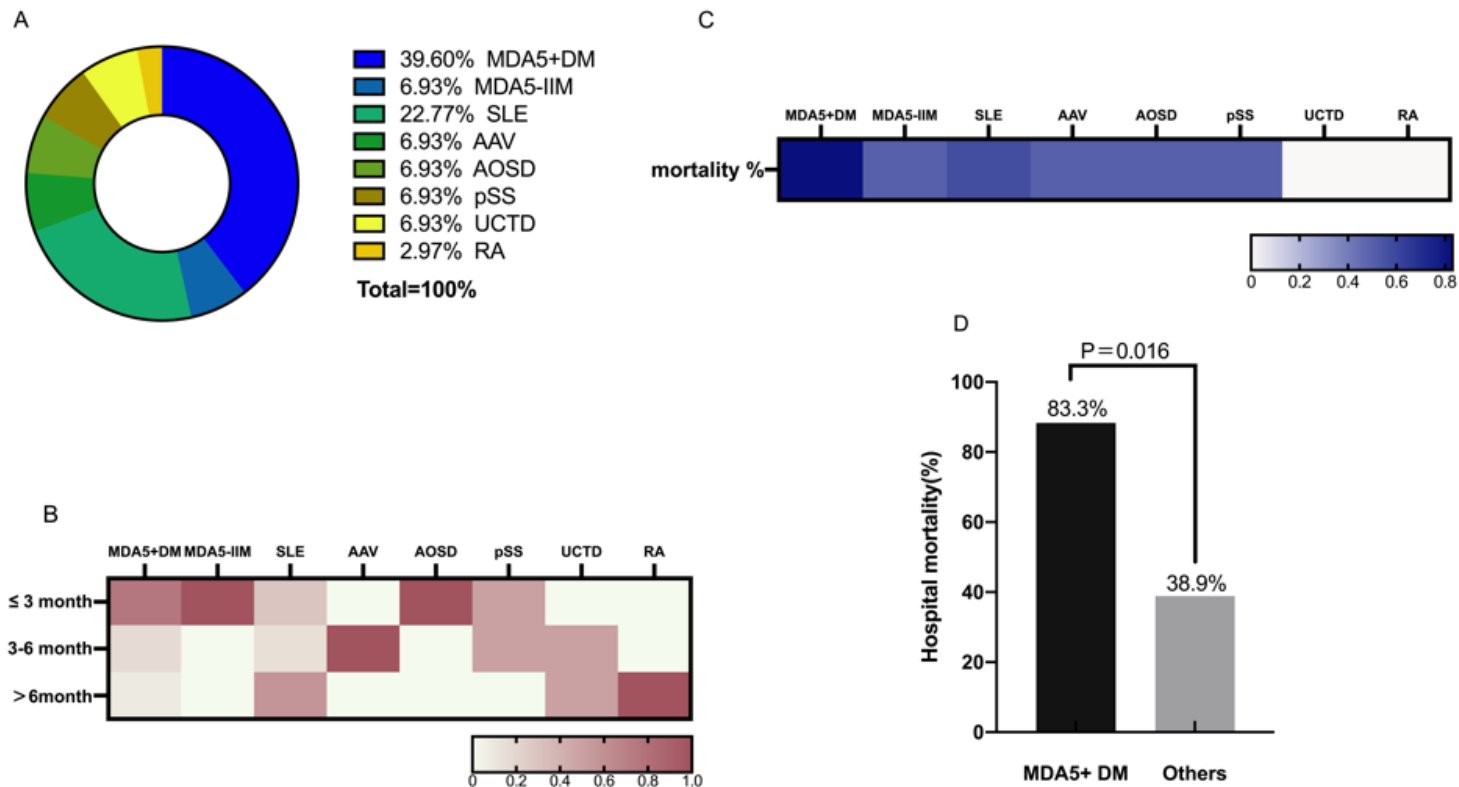 A
39.60% MDA5+DM
6.93% MDA5-IIM
22.77% SLE
6.93% AAV
6.93% AOSD
6.93% pSS
6.93% UCTD
2.97% RA
Total=100%
B
MDA5+DM MDA5-IIM SLE AAV AOSD pSS UCTD RA
≤ 3 month
3-6 month
>6month
0 0.2 0.4 0.6 0.8 1.0
C
MDA5+DM MDA5-IIM SLE AAV AOSD pSS UCTD RA
mortality %
0 0.2 0.4 0.6 0.8
D
P=0.016
83.3%
38.9%
Hospital mortality(%)
100
80
60
40
20
0
MDA5+ DM Others